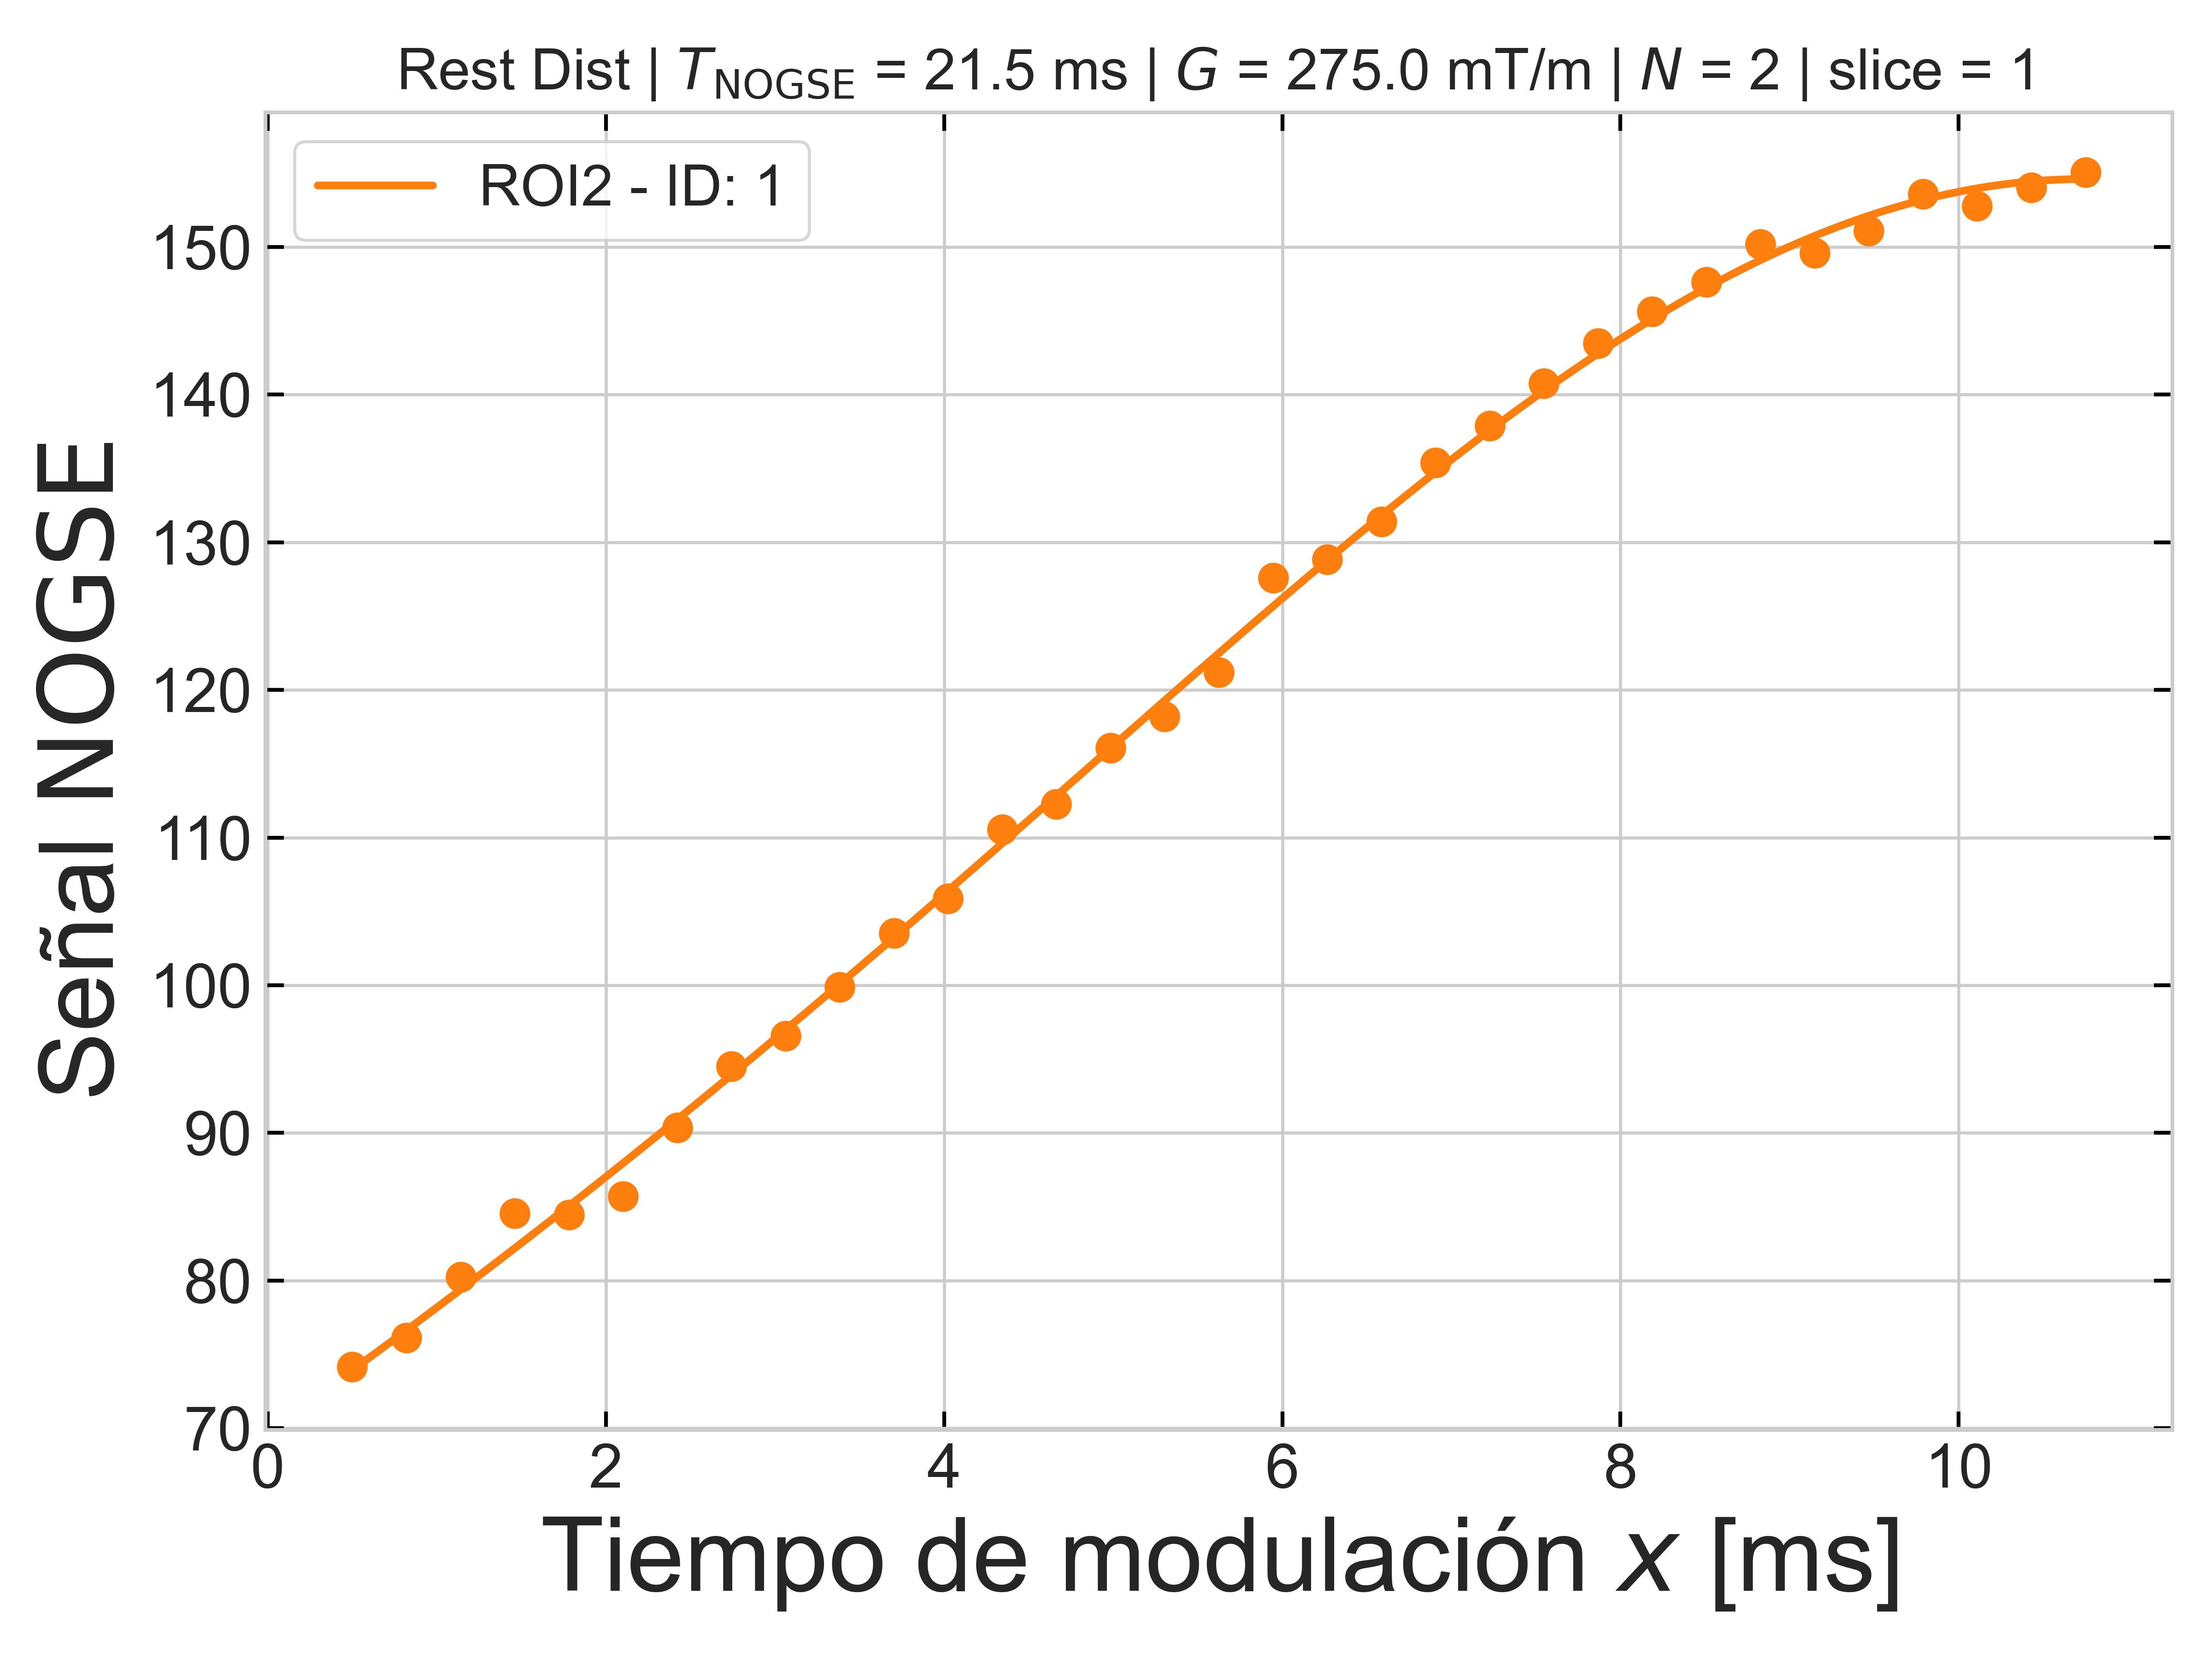 Rest Dist | T_NOGSE = 21.5 ms | G = 275.0 mT/m | N = 2 | slice = 1
ROI2 - ID: 1
150
140
130
120
110
100
90
80
70
Señal NOGSE
0 2 4 6 8 10
Tiempo de modulación x [ms]